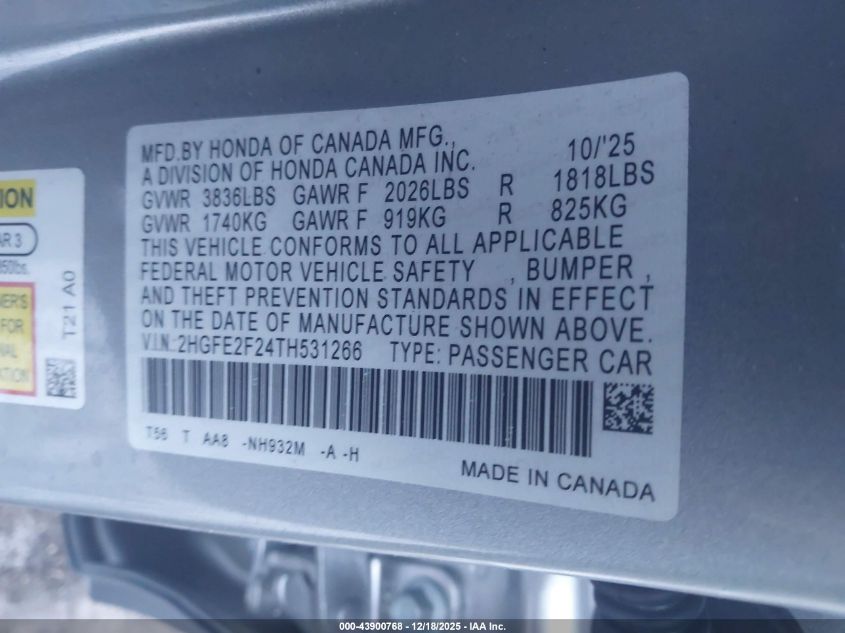 MFD.BY HONDA OF CANADA MFG., 10/'25
A DIVISION OF HONDA CANADA INC.
GVWR 3836LBS GAWR F 2026LBS R 1818LBS
GVWR 1740KG GAWR F 919KG R 825KG
THIS VEHICLE CONFORMS TO ALL APPLICABLE
FEDERAL MOTOR VEHICLE SAFETY , BUMPER ,
AND THEFT PREVENTION STANDARDS IN EFFECT
ON THE DATE OF MANUFACTURE SHOWN ABOVE.
V.I.N:2HGFE2F24TH531266 TYPE: PASSENGER CAR
T56 T AA8 -NH932M -A -H
MADE IN CANADA
T21 A0
000-43900768 - 12/18/2025 - IAA Inc.